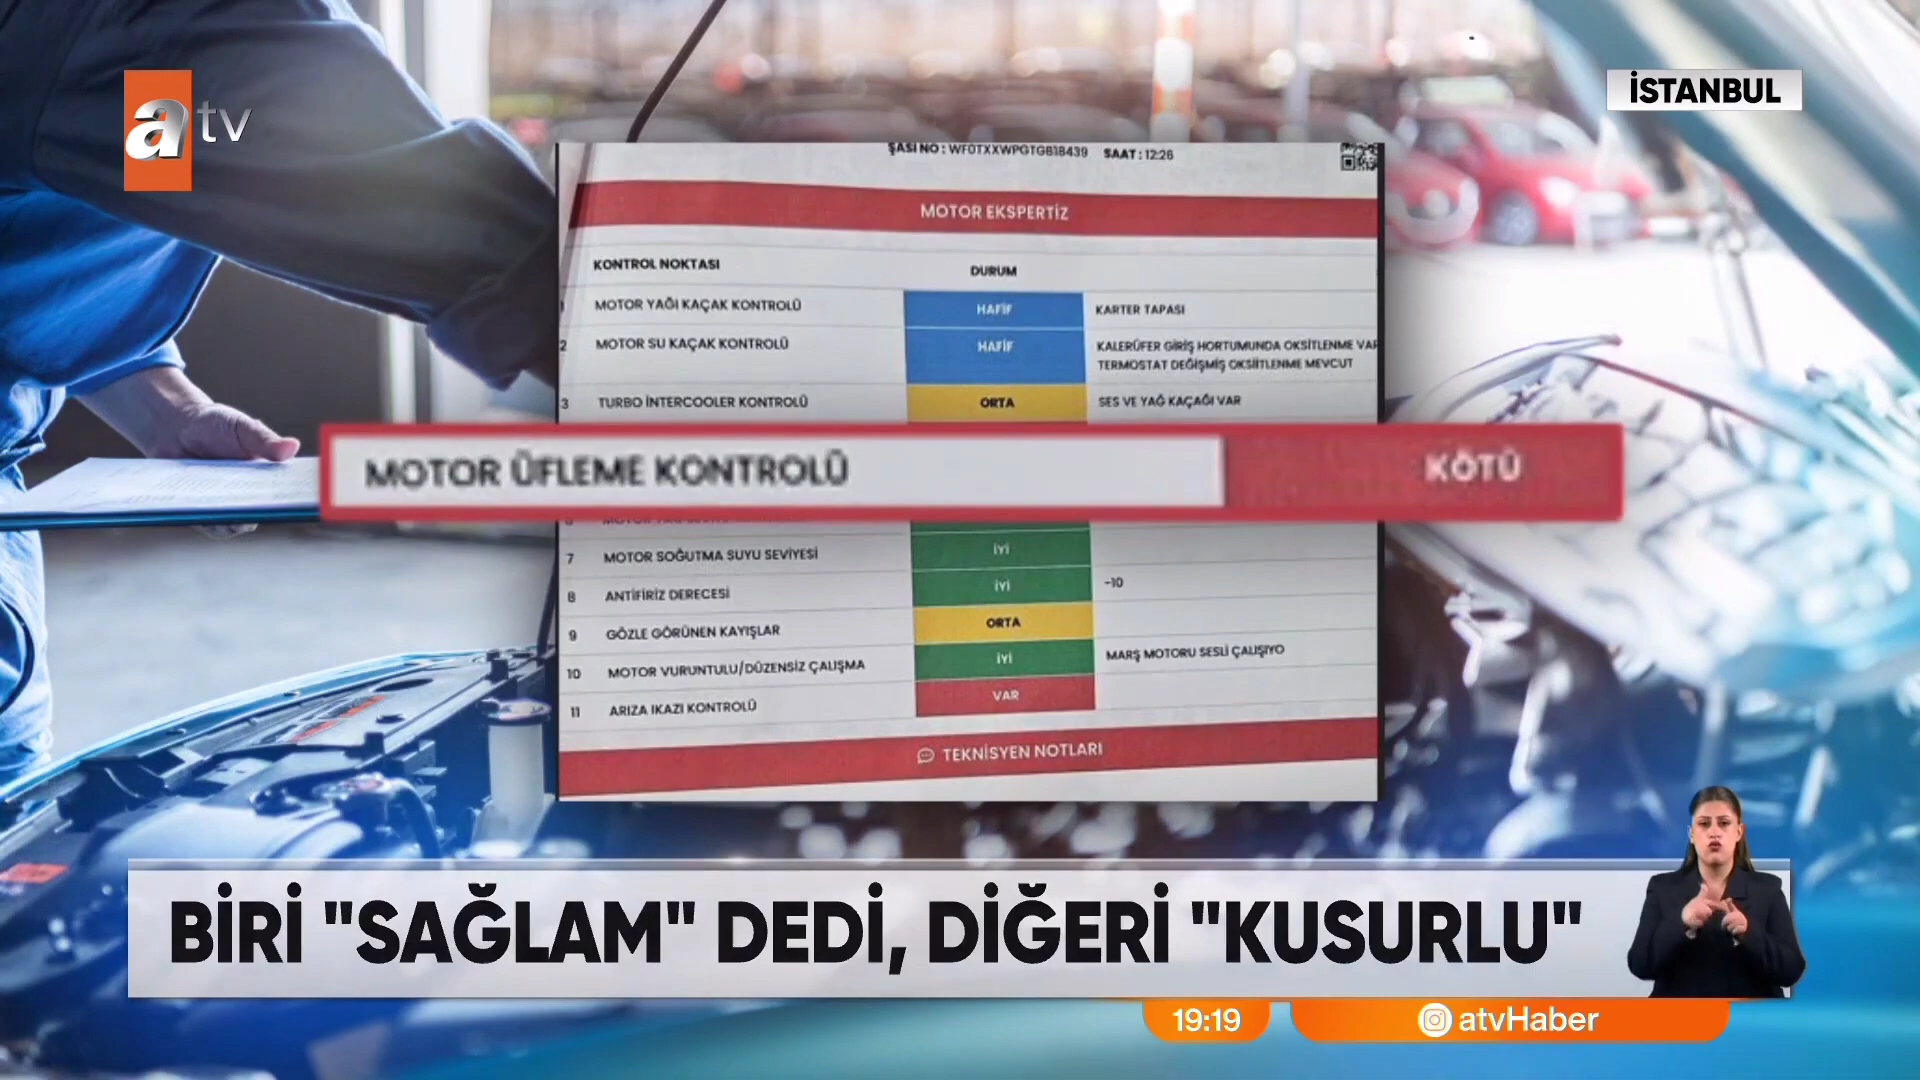 atv
İSTANBUL
ŞASİ NO : WF0TXXWPGTGB18439 SAAT : 12:26
MOTOR EKSPERTİZ
KONTROL NOKTASI DURUM
1 MOTOR YAĞI KAÇAK KONTROLÜ HAFİF KARTER TAPASI
2 MOTOR SU KAÇAK KONTROLÜ HAFİF KALERÜFER GİRİŞ HORTUMUNDA OKSİTLENME VAR
TERMOSTAT DEĞİŞMİŞ OKSİİTLENME MEVCUT
3 TURBO İNTERCOOLER KONTROLÜ ORTA SES VE YAĞ KAÇAĞI VAR
MOTOR ÜFLEME KONTROLÜ KÖTÜ
7 MOTOR SOĞUTMA SUYU SEVİYESİ İYİ
8 ANTİFİRİZ DERECESİ İYİ -10
9 GÖZLE GÖRÜNEN KAYIŞLAR ORTA
10 MOTOR VURUNTULU/DÜZENSİZ ÇALIŞMA İYİ MARŞ MOTORU SESLİ ÇALIŞIYO
11 ARIZA IKAZI KONTROLÜ VAR
TEKNİSYEN NOTLARI
BİRİ "SAĞLAM" DEDİ, DİĞERİ "KUSURLU"
19:19 atvHaber